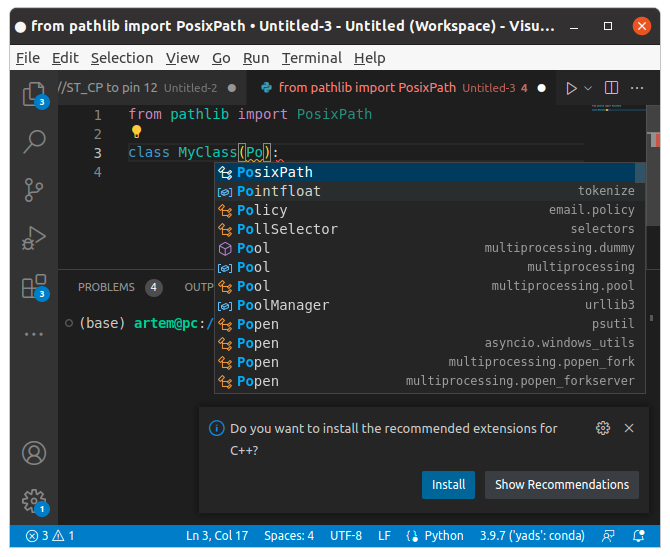 from pathlib import PosixPath • Untitled-3 - Untitled (Workspace) - Visu...
File Edit Selection View Go Run Terminal Help
//ST_CP to pin 12 Untitled-2 from pathlib import PosixPath Untitled-3 4
1 from pathlib import PosixPath
2
3 class MyClass(Po):
4
PosixPath
Pointfloat tokenize
Policy email.policy
PollSelector selectors
Pool multiprocessing.dummy
Pool multiprocessing
Pool multiprocessing.pool
PoolManager urllib3
Popen psutil
Popen asyncio.windows_utils
Popen multiprocessing.popen_fork
Popen multiprocessing.popen_forkserver
3
3
PROBLEMS 4 OUTP
(base) artem@pc:/
Do you want to install the recommended extensions for
C++?
Install Show Recommendations
1
3 1 Ln 3, Col 17 Spaces: 4 UTF-8 LF Python 3.9.7 ('yads': conda)